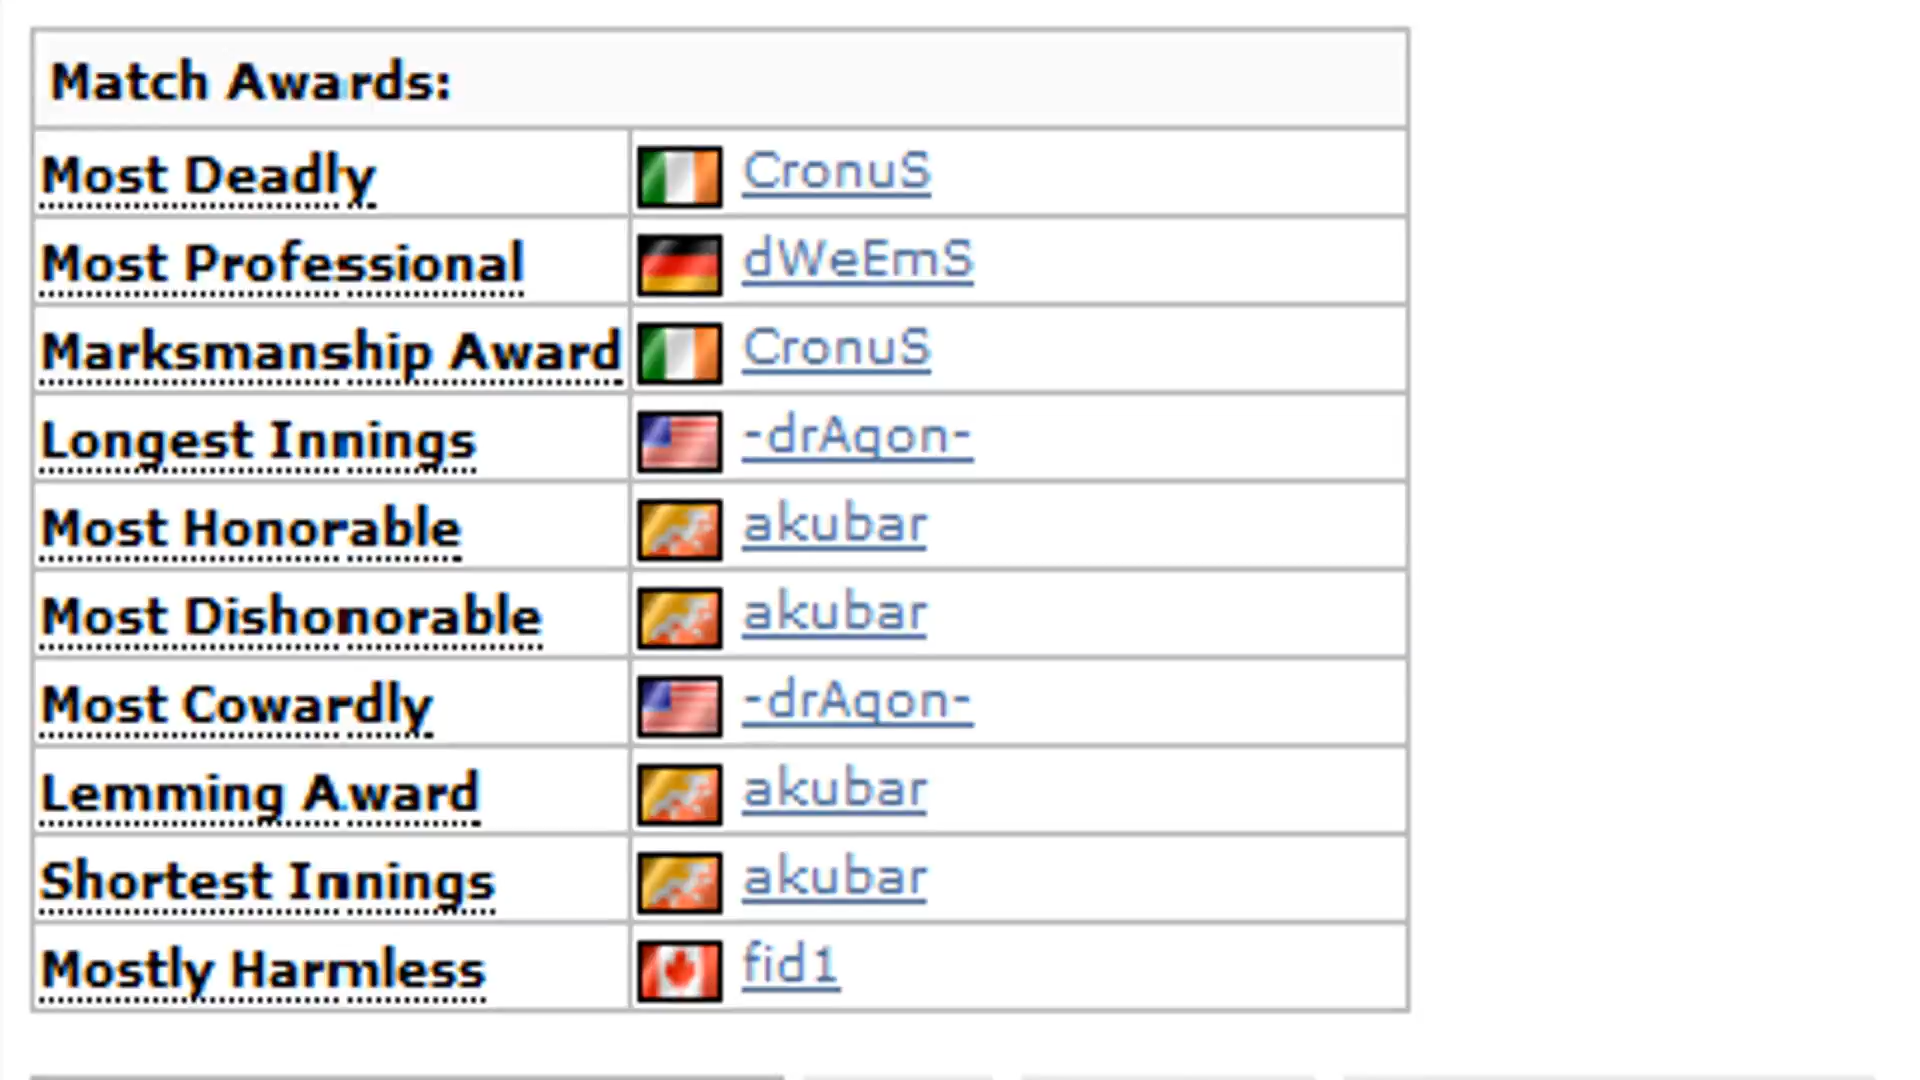 Match Awards:
Most Deadly CronuS
Most Professional dWeEmS
Marksmanship Award CronuS
Longest Innings -drAgon-
Most Honorable akubar
Most Dishonorable akubar
Most Cowardly -drAgon-
Lemming Award akubar
Shortest Innings akubar
Mostly Harmless fid1